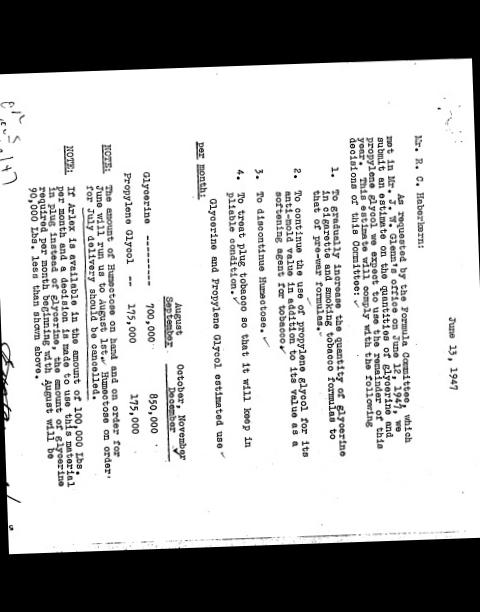 June 13, 1947
Mr. R. C. Haberkorn:
As requested by the Formula Committee, which
met in Mr. J. W. Glenn's office on June 12, 1947, we
submit an estimate on the quantities of glycerine and
propylene glycol we expect to use the remainder of this
year. This estimate will comply with the following
decisions of this Committee:
1. To gradually increase the quantity of glycerine
in cigarette and smoking tobacco formulas to
that of pre-war formulas.
2. To continue the use of propylene glycol for its
anti-mold value in addition to its value as a
softening agent for tobacco.
3. To discontinue Humectose.
4. To treat plug tobacco so that it will keep in
pliable condition.
Glycerine and Propylene Glycol estimated use
per month:
August October, November
September December
Glycerine ---------- 700,000 850,000
Propylene Glycol -- 175,000 175,000
NOTE: The amount of Humectose on hand and on order for
June will run us to August 1st. Humectose on order
for July delivery should be cancelled.
NOTE: If Arlex is available in the amount of 100,000 Lbs.
per month and a decision is made to use this material
in plug instead of glycerine, the amount of glycerine
required per month beginning with August will be
90,000 Lbs. less than shown above.